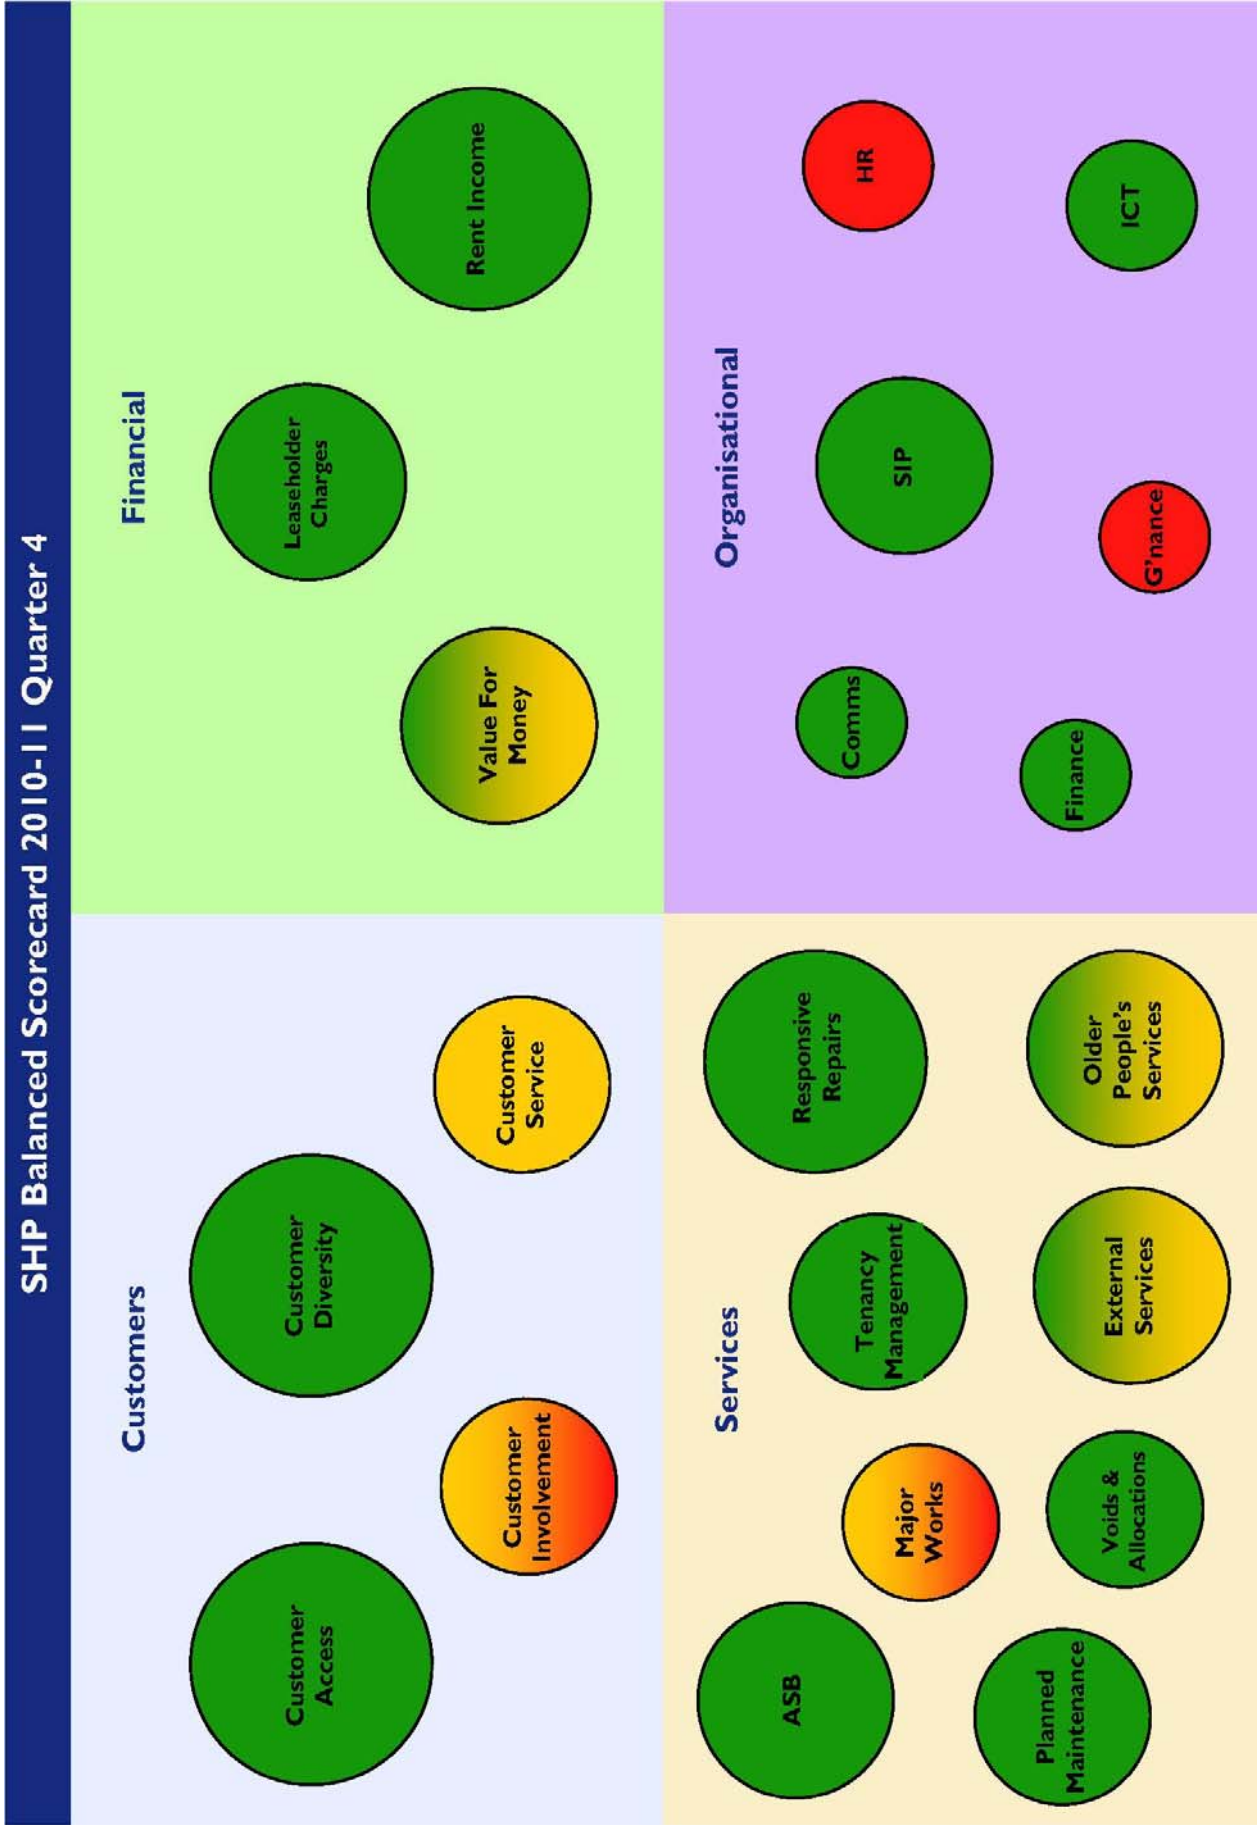 SHP Balanced Scorecard 2010-11 Quarter 4
Customers
Customer
Access
Customer
Diversity
Customer
Involvement
Customer
Service
Financial
Value For
Money
Leaseholder
Charges
Rent Income
Services
ASB
Planned
Maintenance
Major
Works
Voids &
Allocations
Tenancy
Management
External
Services
Responsive
Repairs
Older
People's
Services
Organisational
Comms
Finance
SIP
G'nance
HR
ICT